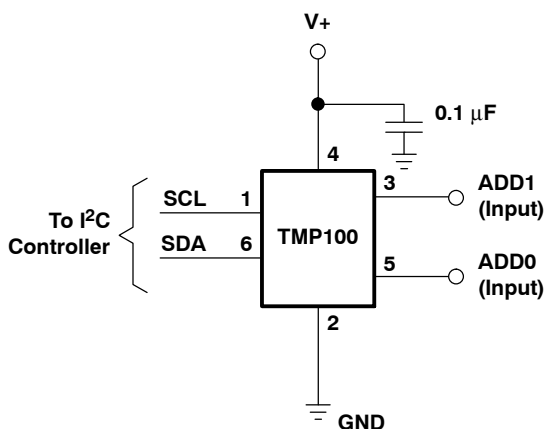 V+
0.1 μF
4
SCL 1
3 ADD1
(Input)
To I²C
Controller
TMP100
SDA 6
5 ADD0
(Input)
2
GND